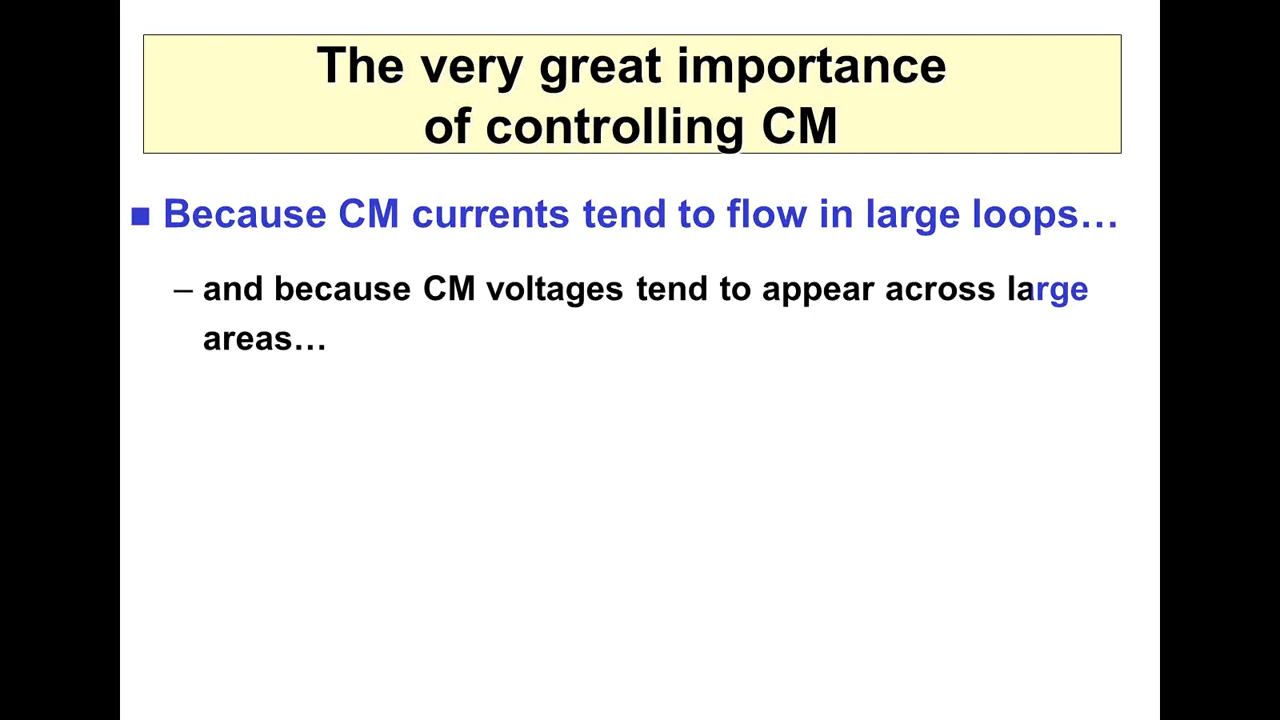 The very great importance
of controlling CM
■ Because CM currents tend to flow in large loops…
– and because CM voltages tend to appear across large
areas…